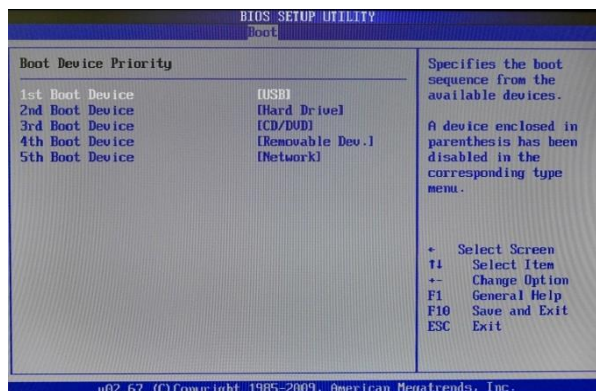 BIOS SETUP UTILITY
Boot
Boot Device Priority
1st Boot Device [USB]
2nd Boot Device [Hard Drive]
3rd Boot Device [CD/DVD]
4th Boot Device [Removable Dev.]
5th Boot Device [Network]
Specifies the boot
sequence from the
available devices.
A device enclosed in
parenthesis has been
disabled in the
corresponding type
menu.
← Select Screen
↑↓ Select Item
+- Change Option
F1 General Help
F10 Save and Exit
ESC Exit
v02.67 (C)Copyright 1985-2009, American Megatrends, Inc.